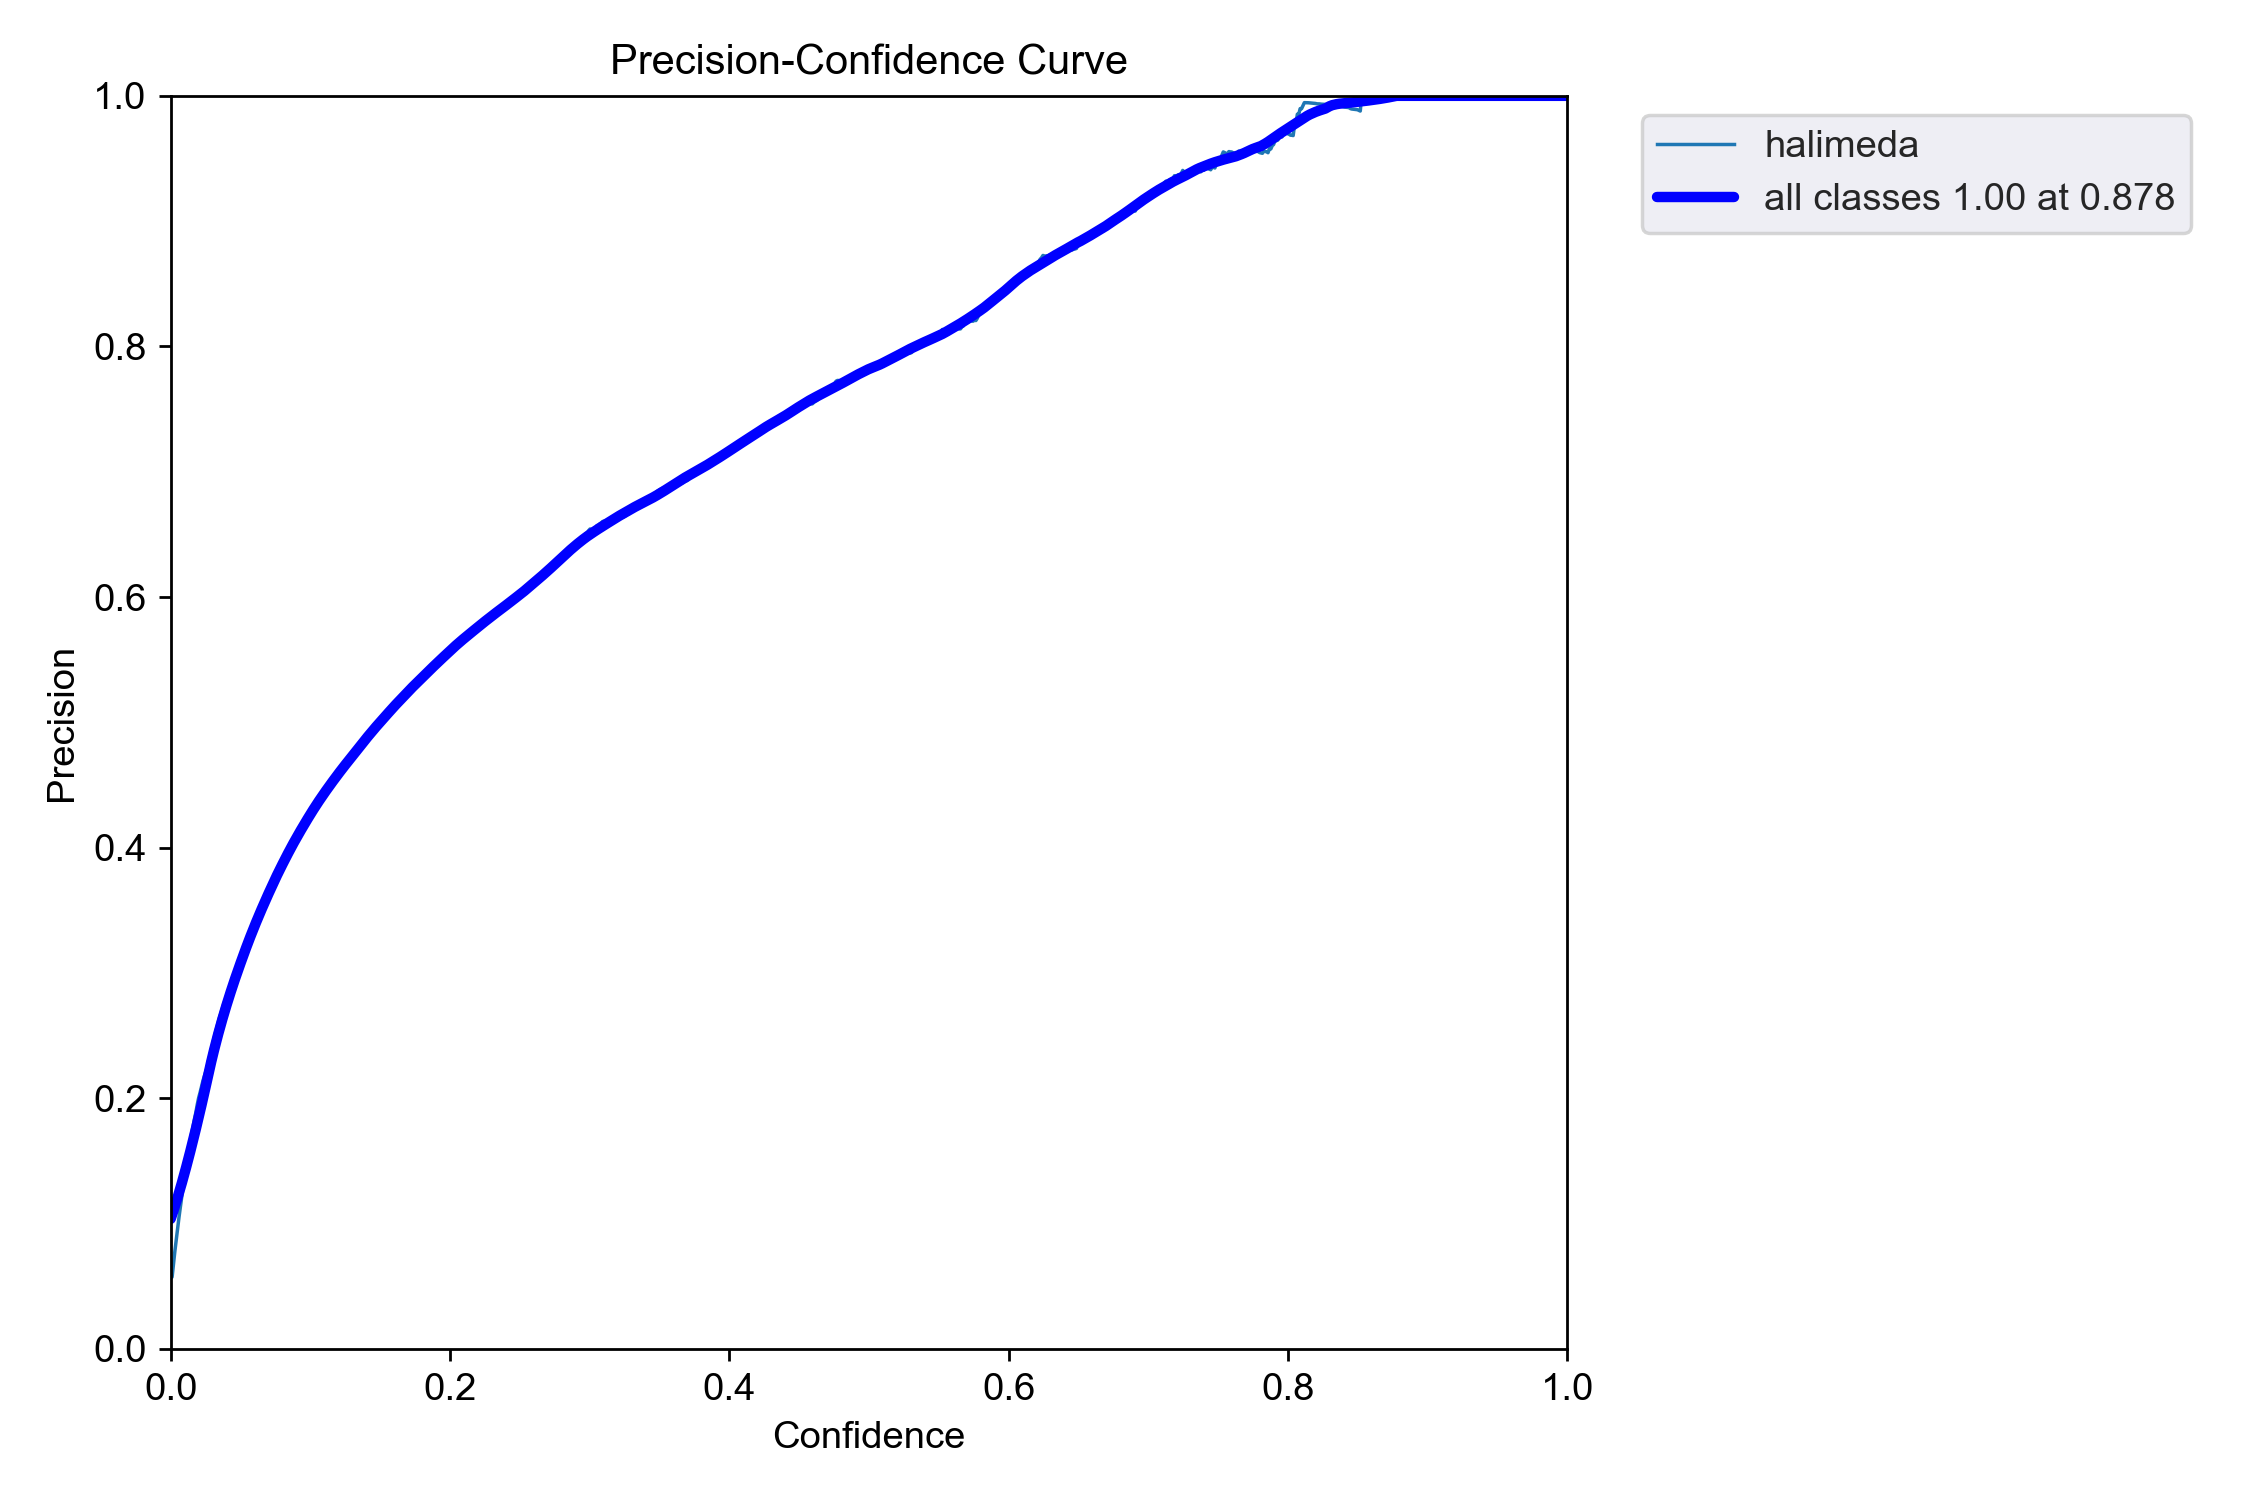 Precision-Confidence Curve
1.0
0.8
0.6
0.4
0.2
0.0
Precision
0.0 0.2 0.4 0.6 0.8 1.0
Confidence
halimeda
all classes 1.00 at 0.878